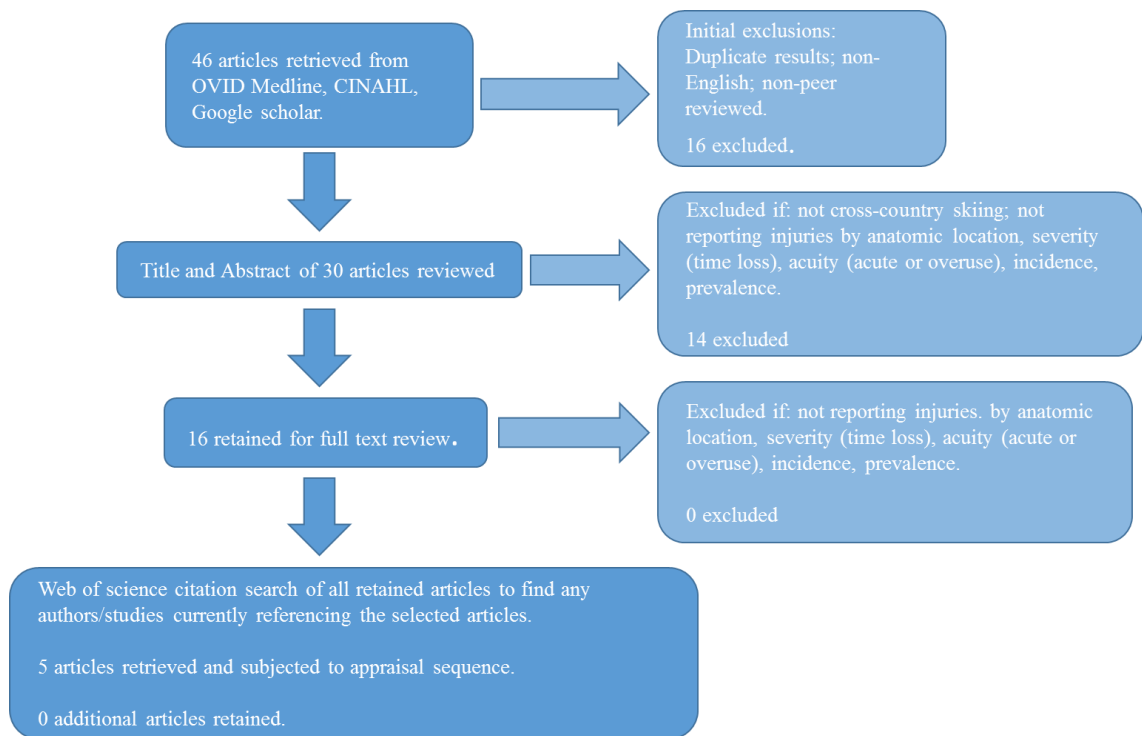 46 articles retrieved from
OVID Medline, CINAHL,
Google scholar.
Initial exclusions:
Duplicate results; non-
English; non-peer
reviewed.
16 excluded.
Title and Abstract of 30 articles reviewed
Excluded if: not cross-country skiing; not
reporting injuries by anatomic location, severity
(time loss), acuity (acute or overuse), incidence,
prevalence.
14 excluded
16 retained for full text review.
Excluded if: not reporting injuries. by anatomic
location, severity (time loss), acuity (acute or
overuse), incidence, prevalence.
0 excluded
Web of science citation search of all retained articles to find any
authors/studies currently referencing the selected articles.
5 articles retrieved and subjected to appraisal sequence.
0 additional articles retained.